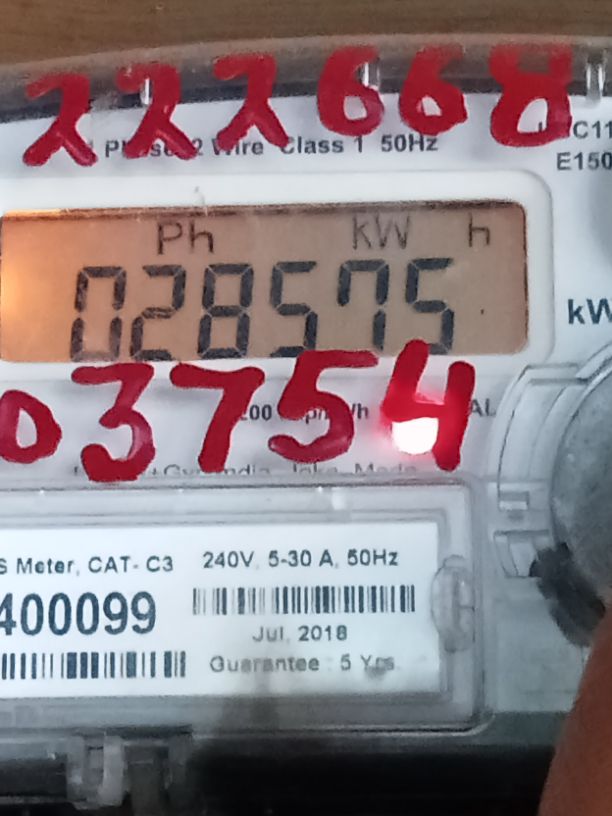 222668
Phase 2 Wire Class 1 50Hz
E150
Ph kW h
028575
kW
03754
S Meter, CAT- C3 240V, 5-30 A, 50Hz
400099
Jul, 2018
Guarantee : 5 Yrs.